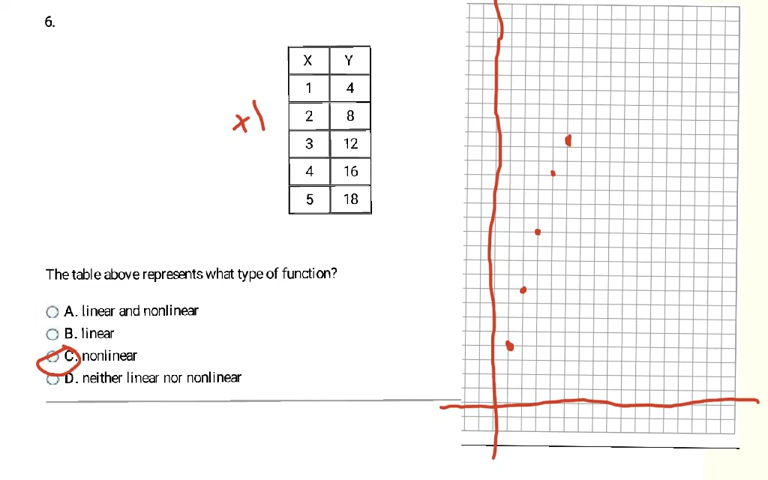 6.
X Y
1 4
2 8
x1 3 12
4 16
5 18
The table above represents what type of function?
A. linear and nonlinear
B. linear
C. nonlinear
D. neither linear nor nonlinear